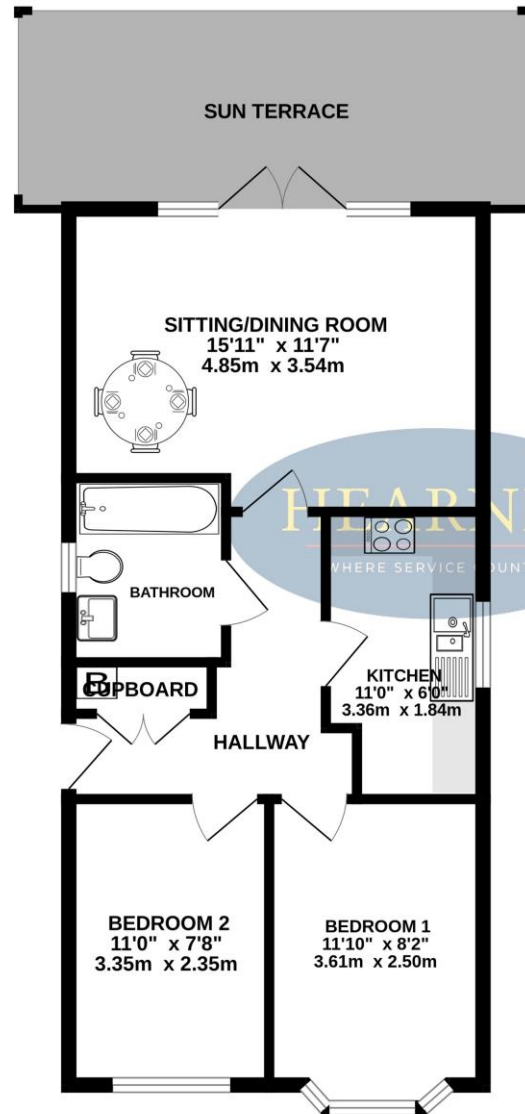 SUN TERRACE
SITTING/DINING ROOM
15'11" x 11'7"
4.85m x 3.54m
HEARN
WHERE SERVICE COUNT
BATHROOM
B
CUPBOARD
KITCHEN
11'0" x 6'0"
3.36m x 1.84m
HALLWAY
BEDROOM 2
11'0" x 7'8"
3.35m x 2.35m
BEDROOM 1
11'10" x 8'2"
3.61m x 2.50m